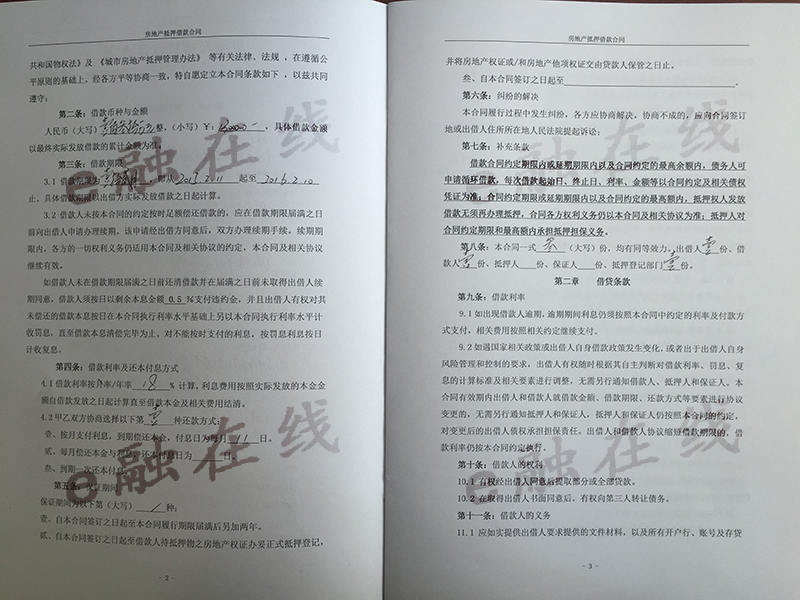 房地产抵押借款合同
共和国物权法》及《城市房地产抵押管理办法》等有关法律、法规，在遵循公
平原则的基础上，经各方平等协商一致，特自愿立本合同条款如下，以兹共同
遵守：
第二条：借款币种与金额
人民币（大写） 整，（小写）￥： ，具体借款金额
以最终实际发放借款的累计金额为准。
第三条：借款期限
3.1 借款期限为 即从2015.2.11 起至 2016.2.10
止，具体借款期限以出借方实际发放借款之日起计算。
3.2 借款人未按本合同的约定按时足额偿还借款的，应在借款期限届满之日
前向出借人申请办理续期，该申请经出借方同意后，双方办理续期手续。续期期
限内，各方的一切权利义务仍适用本合同及相关协议的约定，本合同及相关协议
继续有效。
如借款人未在借款期限届满之日前还清借款并在届满之日前未取得出借人续
期同意，借款人须按日以剩余本息金额 0.5 %支付违约金，并且出借人有权对其
未偿还的借款本息按日在本合同执行利率水平基础上另以本合同执行利率水平计
收罚息，直至借款本息清偿完毕为止，对不能按时支付的利息，按罚息利息按日
计收复息。
第四条：借款利率及还本付息方式
4.1 借款利率按月率/年率 18 % 计算，利息费用按照实际发放的本金金
额自借款发放之日起计算直至借款本金及相关费用结清。
4.2 甲乙双方协商选择以下第 壹 种还款方式：
壹、按月支付利息，到期偿还本金，付息日为每月 11 日。
贰、每月偿还本金与利息，还本付息日为 日。
叁、到期一次还本付息。
第五条：保证期间
保证期间为以下第（大写） / 种：
壹、自本合同签订之日起至本合同履行期限届满后另加两年。
贰、自本合同签订之日起至借款人待抵押物之房地产权证办妥正式抵押登记，
- 2 -
房地产抵押借款合同
并将房地产权证或/和房地产他项权证交由贷款人保管之日止。
叁、自本合同签订之日起至
第六条：纠纷的解决
本合同履行过程中发生纠纷，各方应协商解决，协商不成的，应向合同签订
地或出借人住所所在地人民法院提起诉讼；
第七条：补充条款
借款合同约定期限内或延期期限内以及合同约定的最高余额内，债务人可
申请循环借款，每次借款起始日、终止日、利率、金额等以合同约定及相关债权
凭证为准；合同约定期限或延期期限内以及合同约定的最高额内，抵押权人发放
借款无须再办理抵押，合同各方权利义务仍以本合同及相关协议为准；抵押人对
合同约定期限和最高额内承担抵押担保义务。
第八条：本合同一式 叁 （大写）份，均有同等效力。出借人 壹 份、借
款人 壹 份、抵押人 份、保证人 份、抵押登记部门 壹 份。
第二章 借贷条款
第九条：借款利率
9.1 如出现借款人逾期，逾期期间利息仍须按照本合同中约定的利率及付款方
式支付，相关费用按照相关约定继续支付。
9.2 如遇国家相关政策或出借人自身借款政策发生变化，或者出于出借人自身
风险管理和控制的要求，出借人有权随时根据其自主判断对借款利率、罚息、复
息的计算标准及相关要素进行调整，无需另行通知借款人、抵押人和保证人。本
合同有效期内出借人和借款人就借款金额、借款期限、还款方式等要素进行协议
变更的，无需另行通知抵押人和保证人，抵押人和保证人仍按照本合同的约定，
对变更后的出借人债权承担担保责任。出借人和借款人协议缩短借款期限的，借
款利率仍按本合同约定执行。
第十条：借款人的权利
10.1 有权经出借人同意后提取部分或全部贷款。
10.2 在取得出借人书面同意后，有权向第三人转让债务。
第十一条：借款人的义务
11.1 应如实提供出借人要求提供的文件材料，以及所有开户行、账号及存贷
- 3 -
e融在线
e融在线
e融在线
e融在线